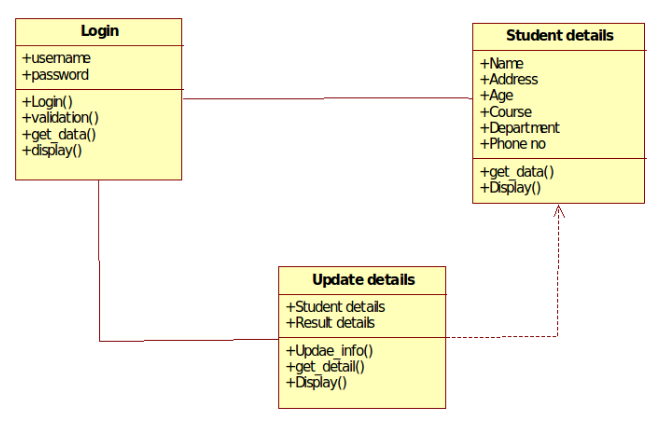 Login
+username
+password
+Login()
+validation()
+get_data()
+display()
Student details
+Name
+Address
+Age
+Course
+Department
+Phone no
+get_data()
+Display()
Update details
+Student details
+Result details
+Updae_info()
+get_detail()
+Display()